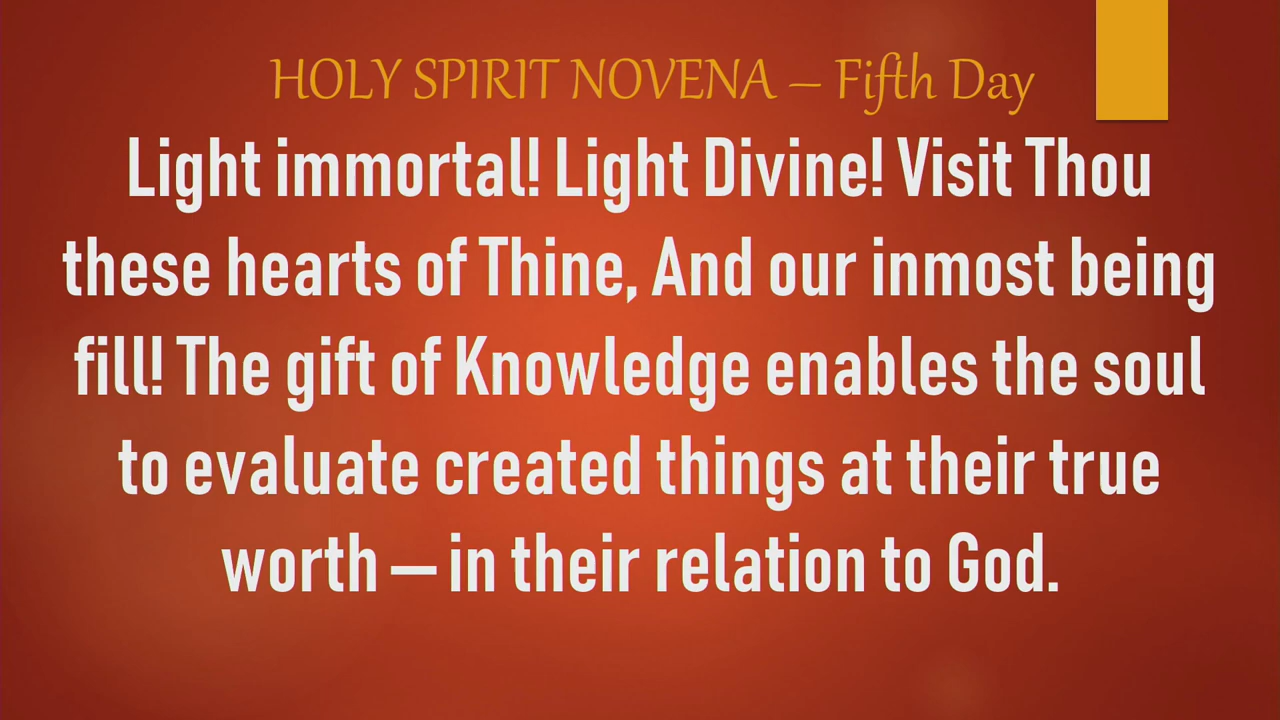 HOLY SPIRIT NOVENA – Fifth Day
Light immortal! Light Divine! Visit Thou
these hearts of Thine, And our inmost being
fill! The gift of Knowledge enables the soul
to evaluate created things at their true
worth – in their relation to God.